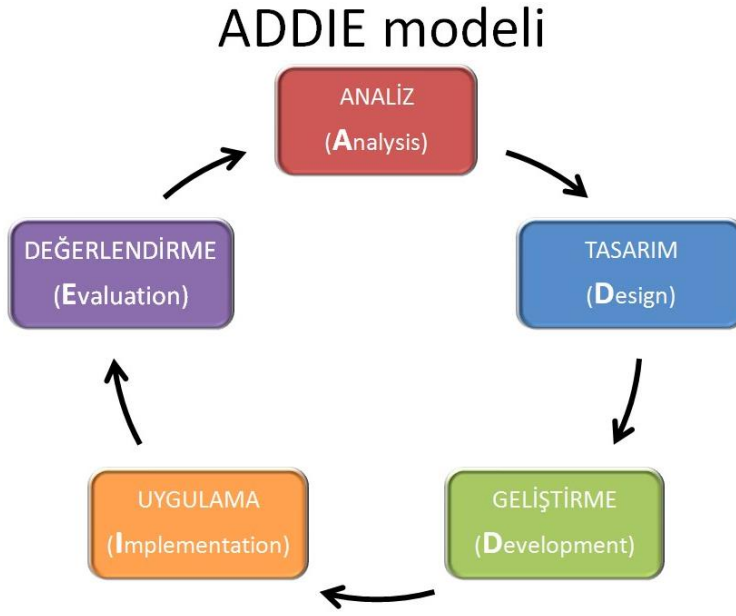 ADDIE modeli
ANALİZ
(Analysis)
TASARIM
(Design)
GELİŞTİRME
(Development)
UYGULAMA
(Implementation)
DEĞERLENDİRME
(Evaluation)